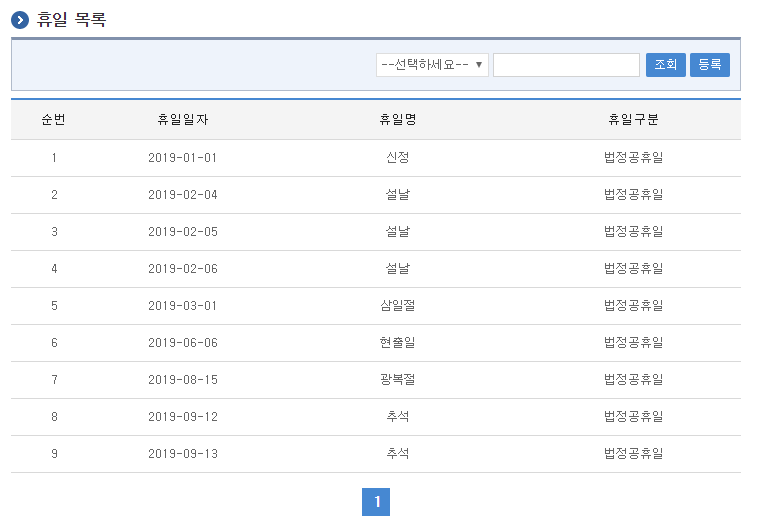 휴일 목록
--선택하세요-- 조회 등록
순번 휴일일자 휴일명 휴일구분
1 2019-01-01 신정 법정공휴일
2 2019-02-04 설날 법정공휴일
3 2019-02-05 설날 법정공휴일
4 2019-02-06 설날 법정공휴일
5 2019-03-01 삼일절 법정공휴일
6 2019-06-06 현출일 법정공휴일
7 2019-08-15 광복절 법정공휴일
8 2019-09-12 추석 법정공휴일
9 2019-09-13 추석 법정공휴일
1